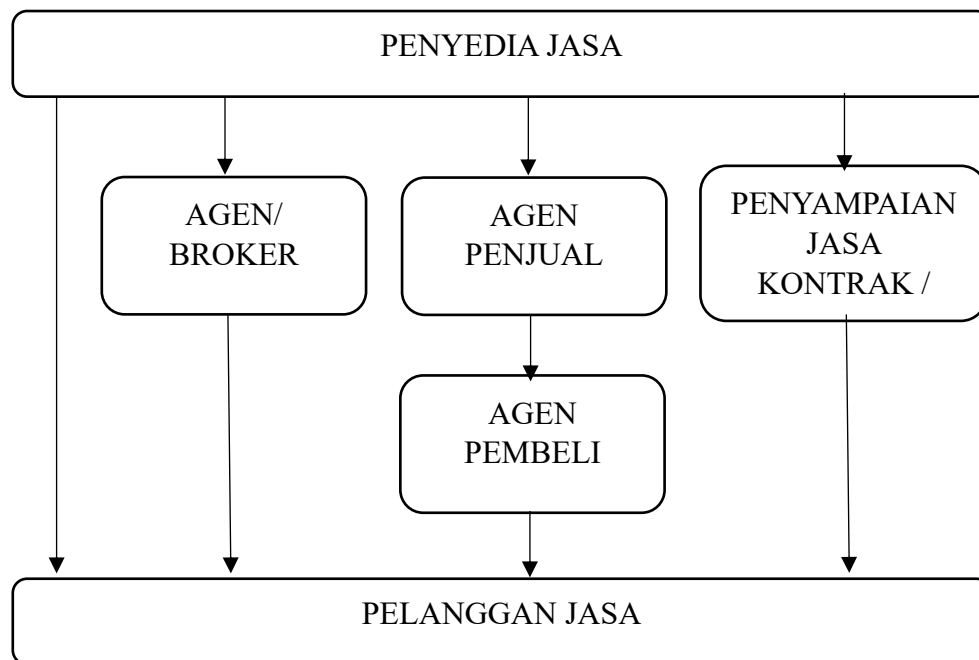 PENYEDIA JASA
AGEN/
BROKER
AGEN
PENJUAL
PENYAMPAIAN
JASA
KONTRAK /
AGEN
PEMBELI
PELANGGAN JASA